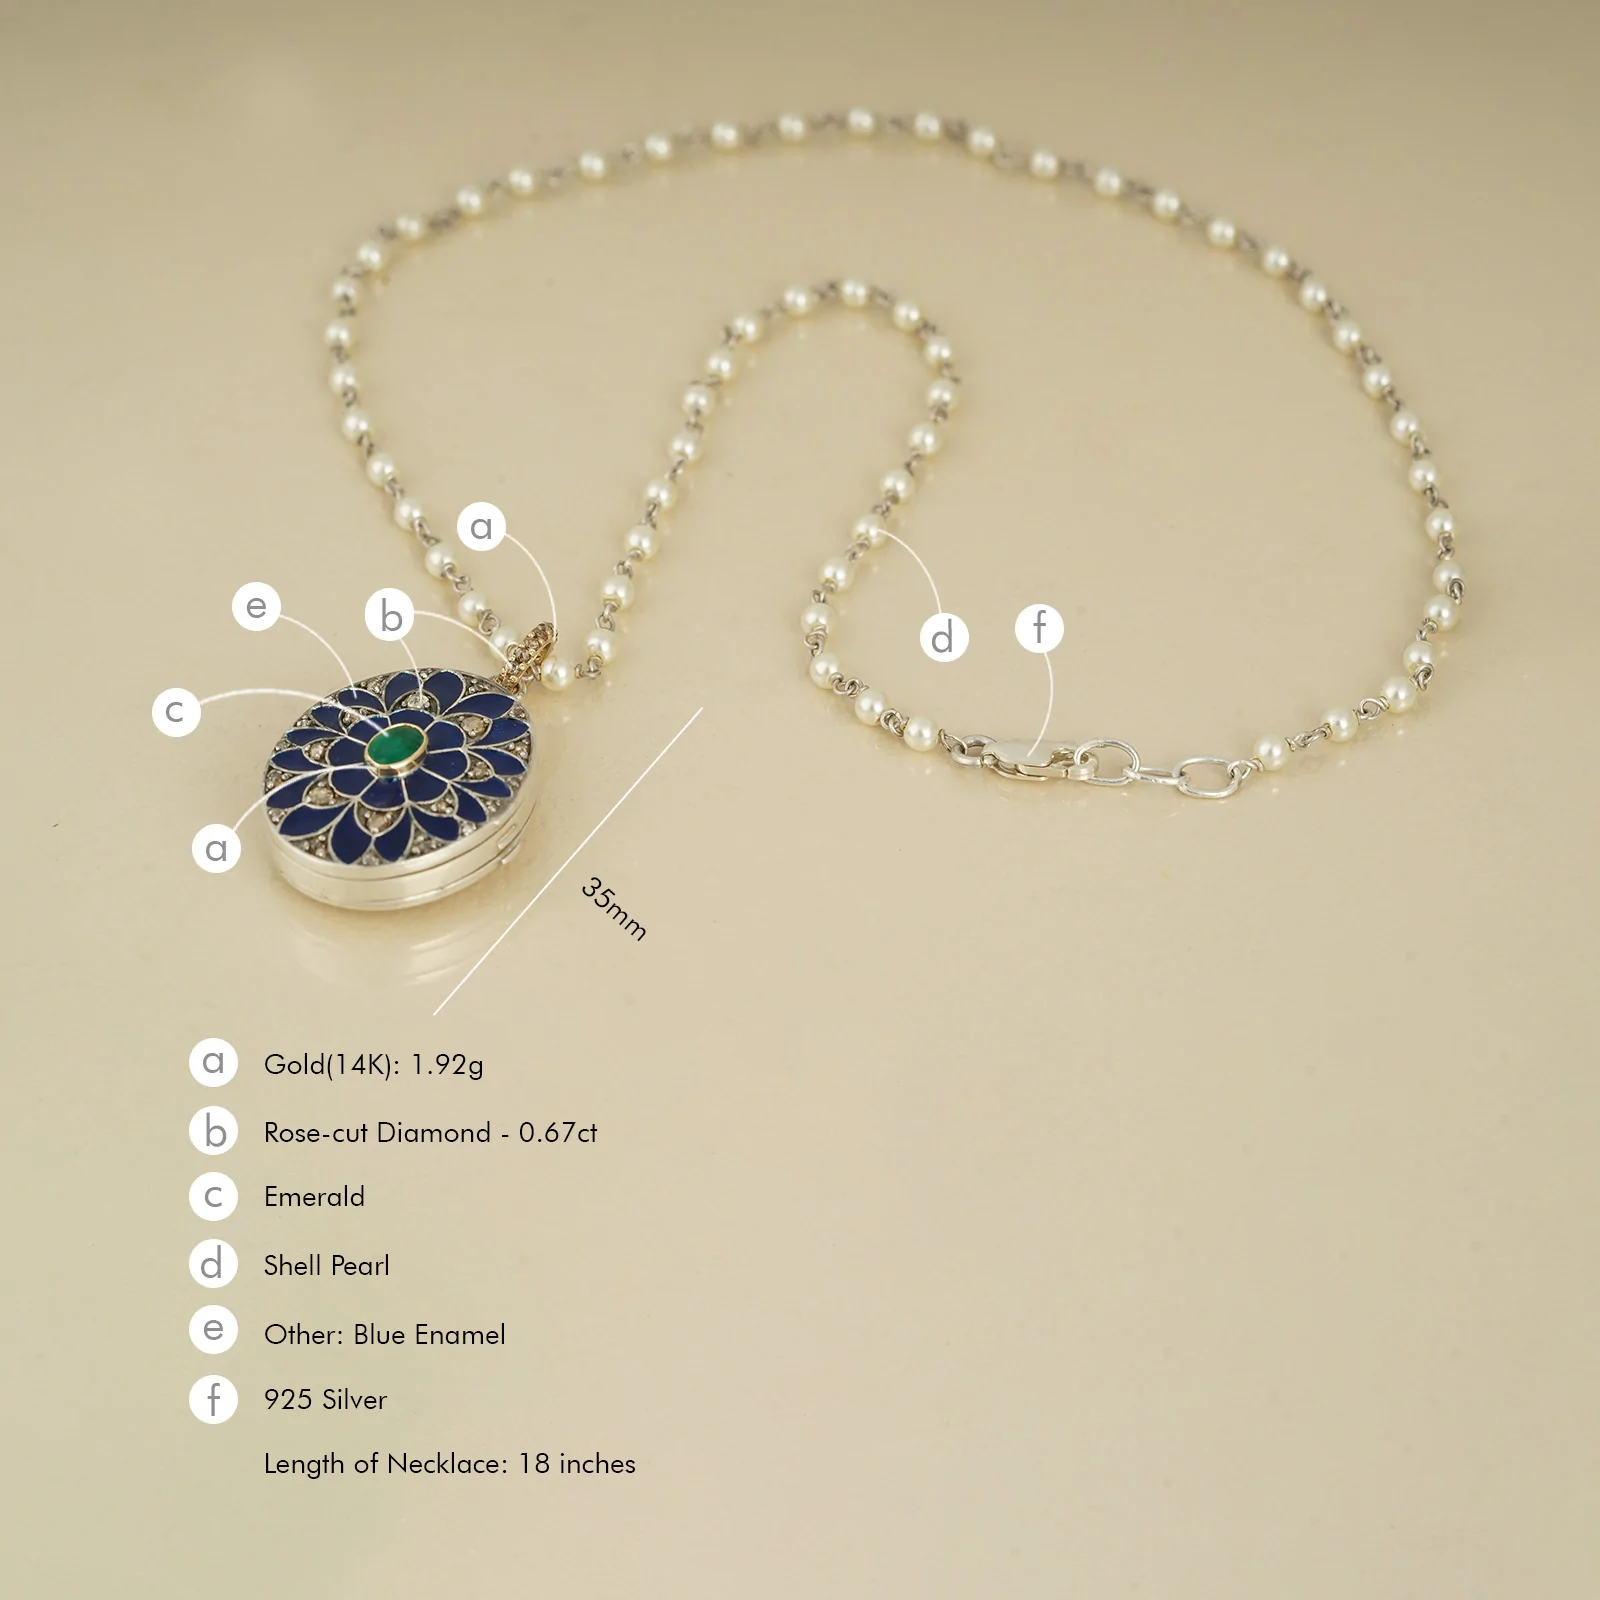 a
e
b
d
f
c
a
35mm
a Gold(14K): 1.92g
b Rose-cut Diamond - 0.67ct
c Emerald
d Shell Pearl
e Other: Blue Enamel
f 925 Silver
Length of Necklace: 18 inches